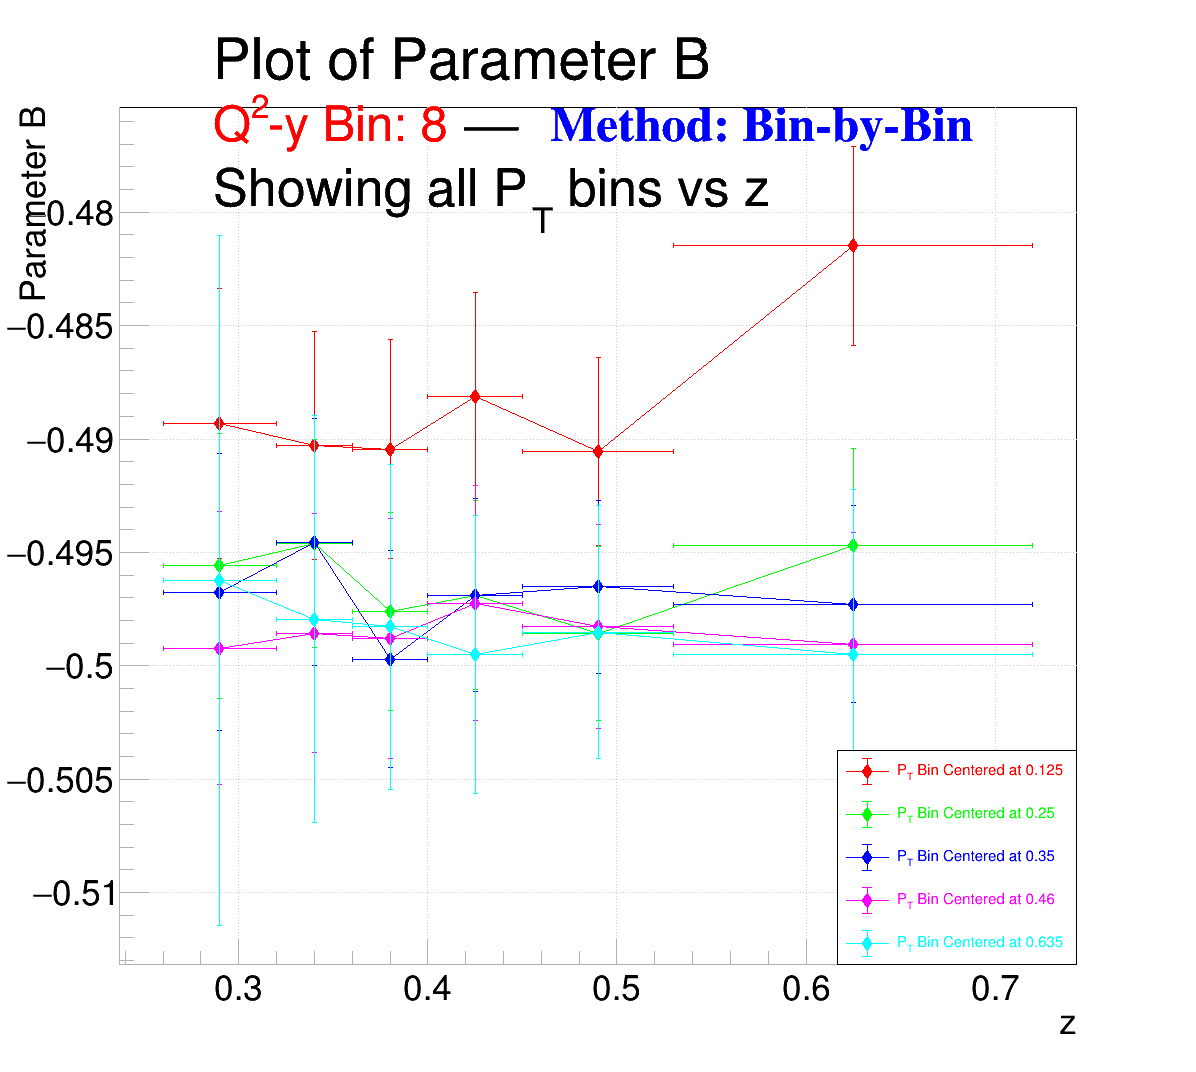 Plot of Parameter B
Q2-y Bin: 8 — Method: Bin-by-Bin
Showing all PT bins vs z
Parameter B
0.48
−0.485
−0.49
−0.495
−0.5
−0.505
−0.51
PT Bin Centered at 0.125
PT Bin Centered at 0.25
PT Bin Centered at 0.35
PT Bin Centered at 0.46
PT Bin Centered at 0.635
0.3 0.4 0.5 0.6 0.7
z